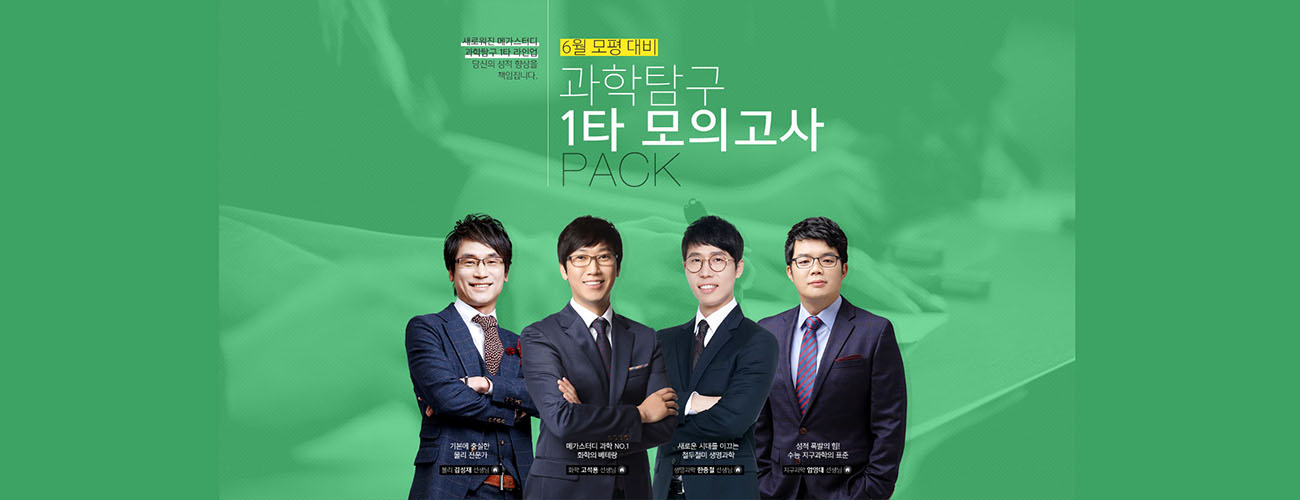 새로워진 메가스터디
과학탐구 1타 라인업
당신의 성적 향상을
책임집니다.
6월 모평 대비
과학탐구
1타 모의고사
PACK
기본에 충실한
물리 전문가
물리 김성재 선생님
메가스터디 과학 NO.1
화학의 베테랑
화학 고석용 선생님
새로운 시대를 이끄는
철두철미 생명과학
생명과학 한종철 선생님
성적 폭발의 힘!
수능 지구과학의 표준
지구과학 엄영대 선생님